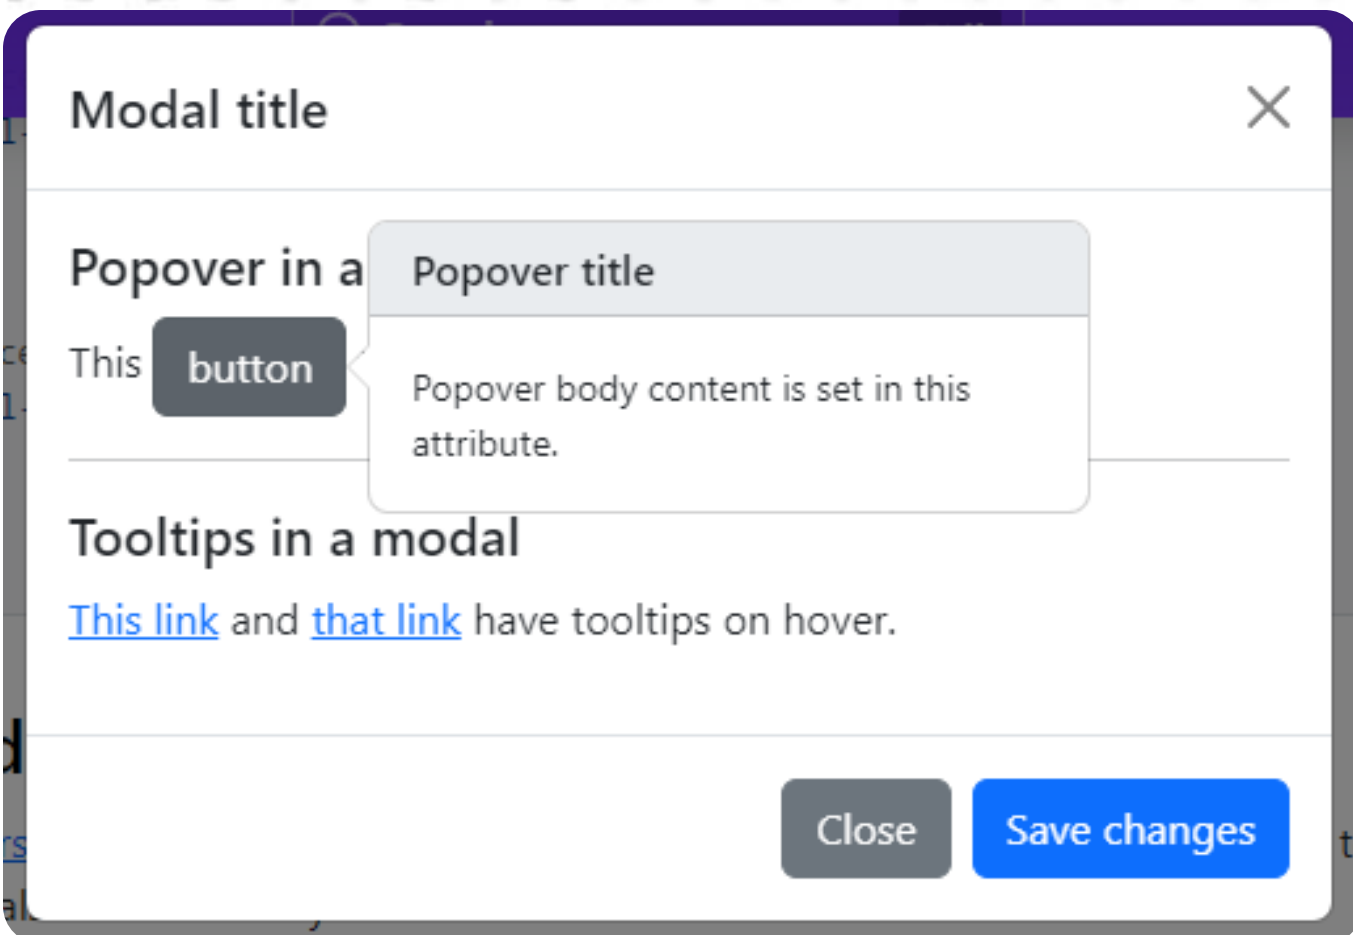 Modal title
Popover in a
Popover title
This button
Popover body content is set in this
attribute.
Tooltips in a modal
This link and that link have tooltips on hover.
Close Save changes